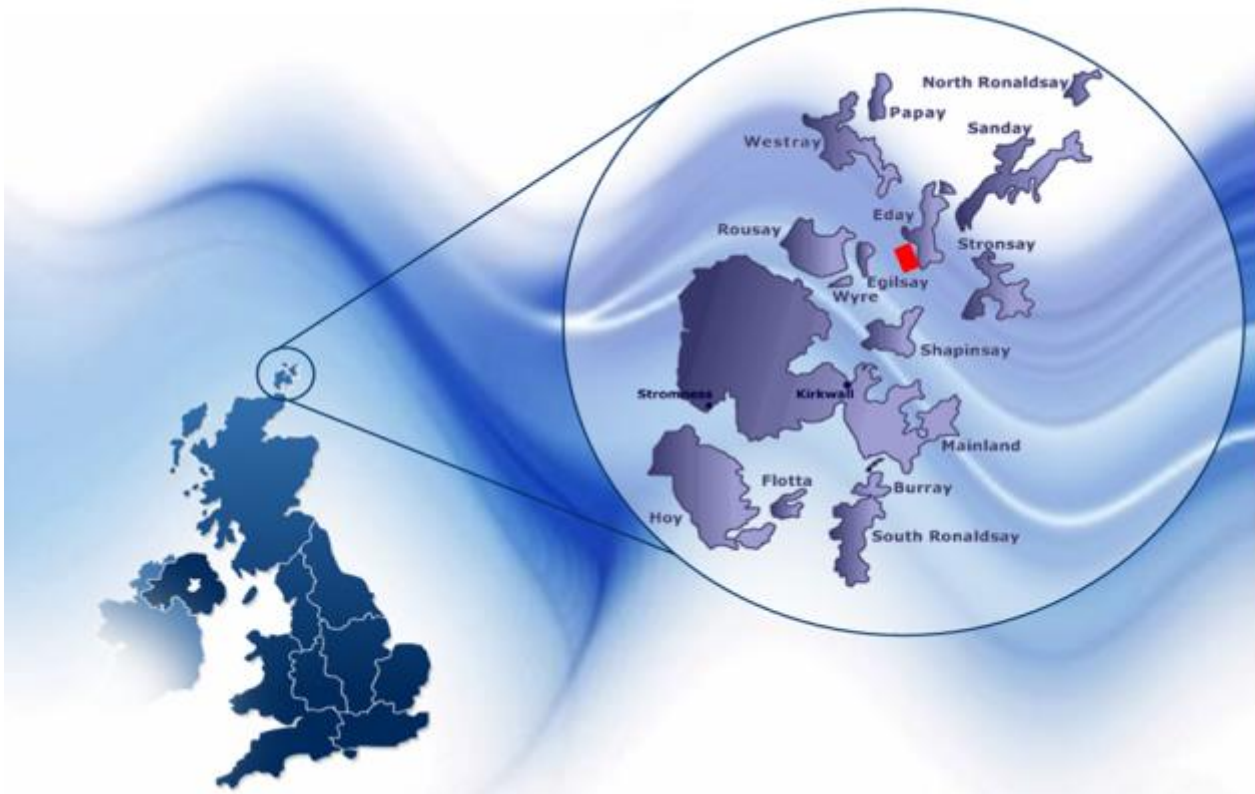 North Ronaldsay
Papay
Sanday
Westray
Eday
Rousay
Stronsay
Egilsay
Wyre
Shapinsay
Stromness
Kirkwall
Mainland
Flotta
Burray
Hoy
South Ronaldsay